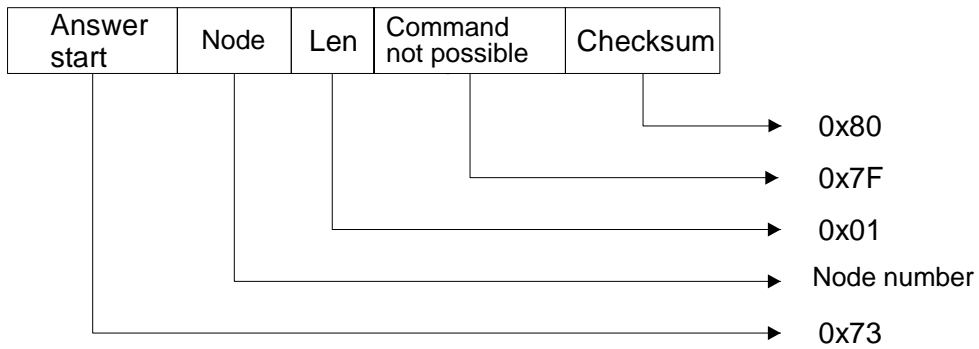 Answer
start
Node
Len
Command
not possible
Checksum
0x80
0x7F
0x01
Node number
0x73